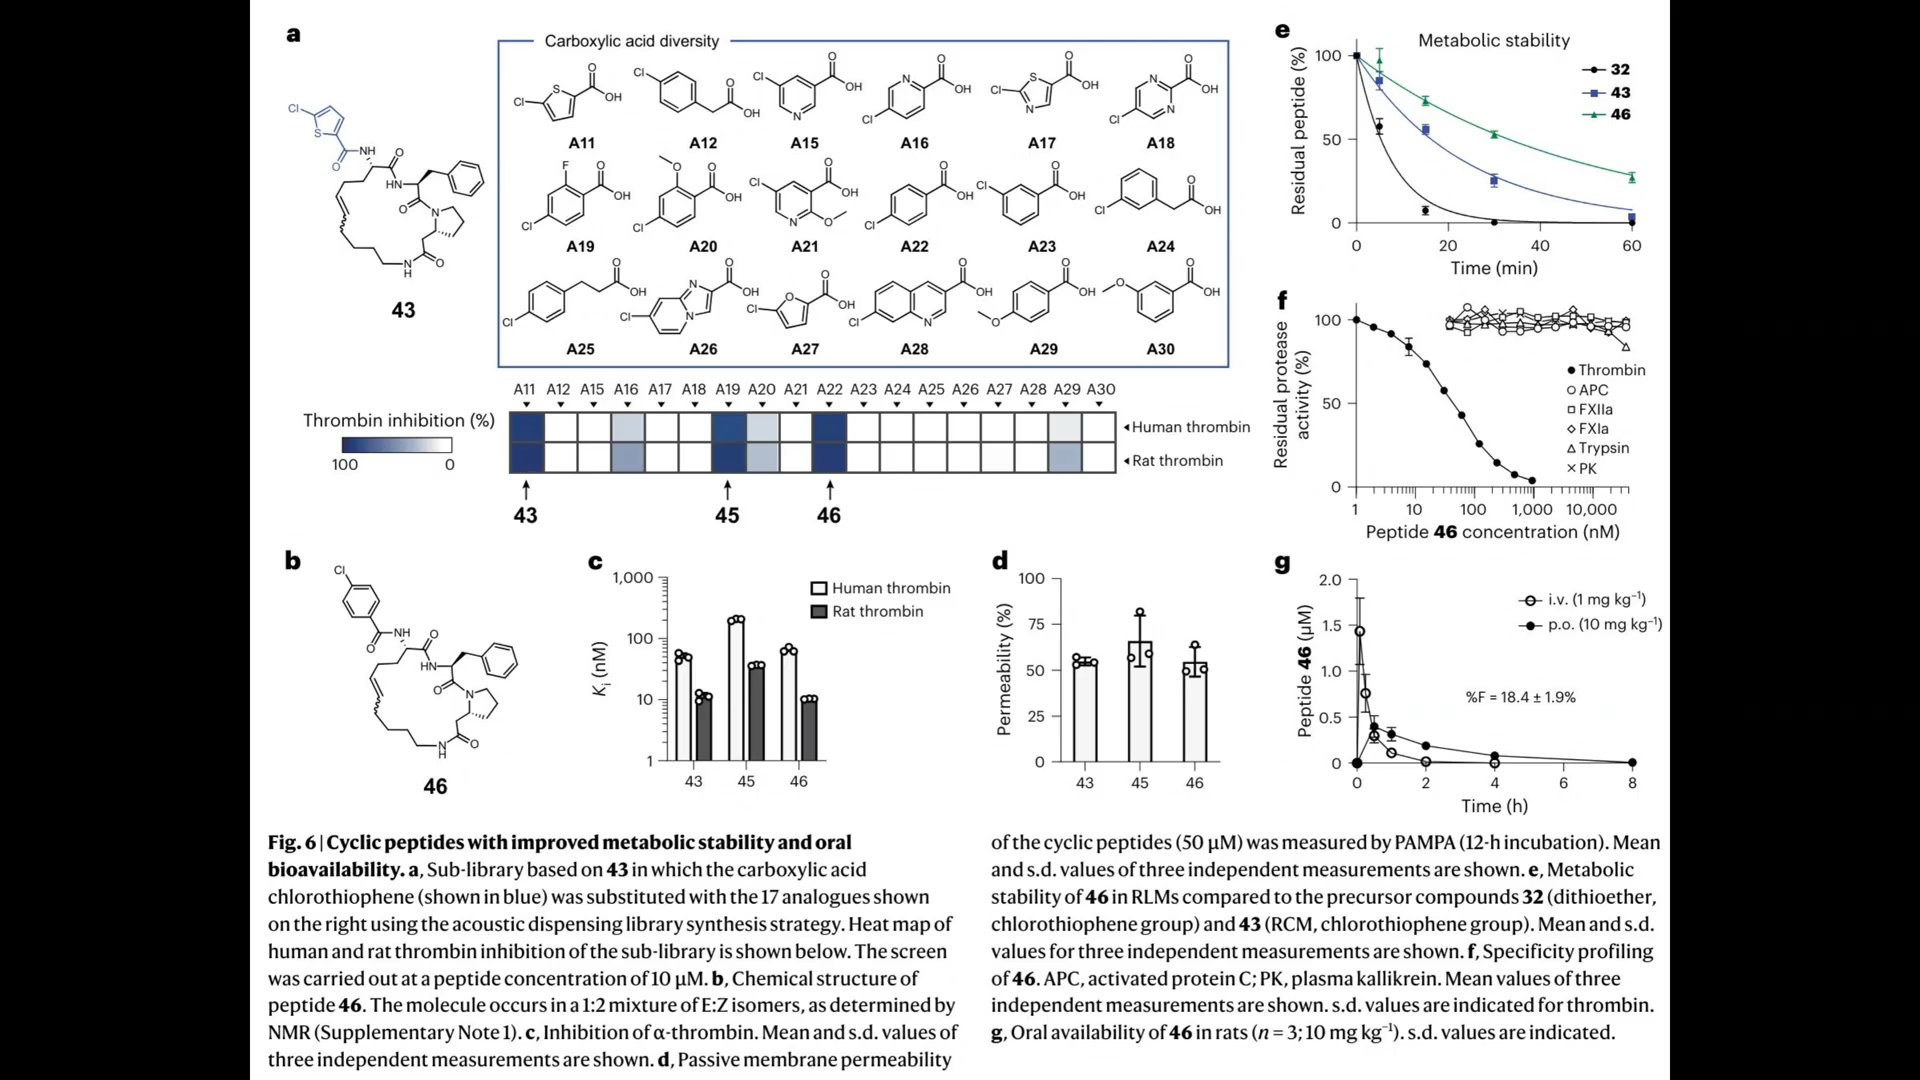 a
Carboxylic acid diversity
A11 A12 A15 A16 A17 A18
A19 A20 A21 A22 A23 A24
A25 A26 A27 A28 A29 A30
43
A11 A12 A15 A16 A17 A18 A19 A20 A21 A22 A23 A24 A25 A26 A27 A28 A29 A30
Thrombin inhibition (%)
100 0
Human thrombin
Rat thrombin
43 45 46
b
46
c
Human thrombin
Rat thrombin
Ki (nM)
1,000
100
10
1
43 45 46
d
Permeability (%)
100
75
50
25
0
43 45 46
e
Metabolic stability
Residual peptide (%)
100
50
0
32
43
46
0 20 40 60
Time (min)
f
Residual protease
activity (%)
100
50
0
Thrombin
APC
FXIIa
FXIa
Trypsin
PK
1 10 100 1,000 10,000
Peptide 46 concentration (nM)
g
Peptide 46 (μM)
2.0
1.5
1.0
0.5
0
i.v. (1 mg kg⁻¹)
p.o. (10 mg kg⁻¹)
%F = 18.4 ± 1.9%
0 2 4 6 8
Time (h)
Fig. 6 | Cyclic peptides with improved metabolic stability and oral
bioavailability. a, Sub-library based on 43 in which the carboxylic acid
chlorothiophene (shown in blue) was substituted with the 17 analogues shown
on the right using the acoustic dispensing library synthesis strategy. Heat map of
human and rat thrombin inhibition of the sub-library is shown below. The screen
was carried out at a peptide concentration of 10 μM. b, Chemical structure of
peptide 46. The molecule occurs in a 1:2 mixture of E:Z isomers, as determined by
NMR (Supplementary Note 1). c, Inhibition of α-thrombin. Mean and s.d. values of
three independent measurements are shown. d, Passive membrane permeability
of the cyclic peptides (50 μM) was measured by PAMPA (12-h incubation). Mean
and s.d. values of three independent measurements are shown. e, Metabolic
stability of 46 in RLMs compared to the precursor compounds 32 (dithioether,
chlorothiophene group) and 43 (RCM, chlorothiophene group). Mean and s.d.
values for three independent measurements are shown. f, Specificity profiling
of 46. APC, activated protein C; PK, plasma kallikrein. Mean values of three
independent measurements are shown. s.d. values are indicated for thrombin.
g, Oral availability of 46 in rats (n = 3; 10 mg kg⁻¹). s.d. values are indicated.